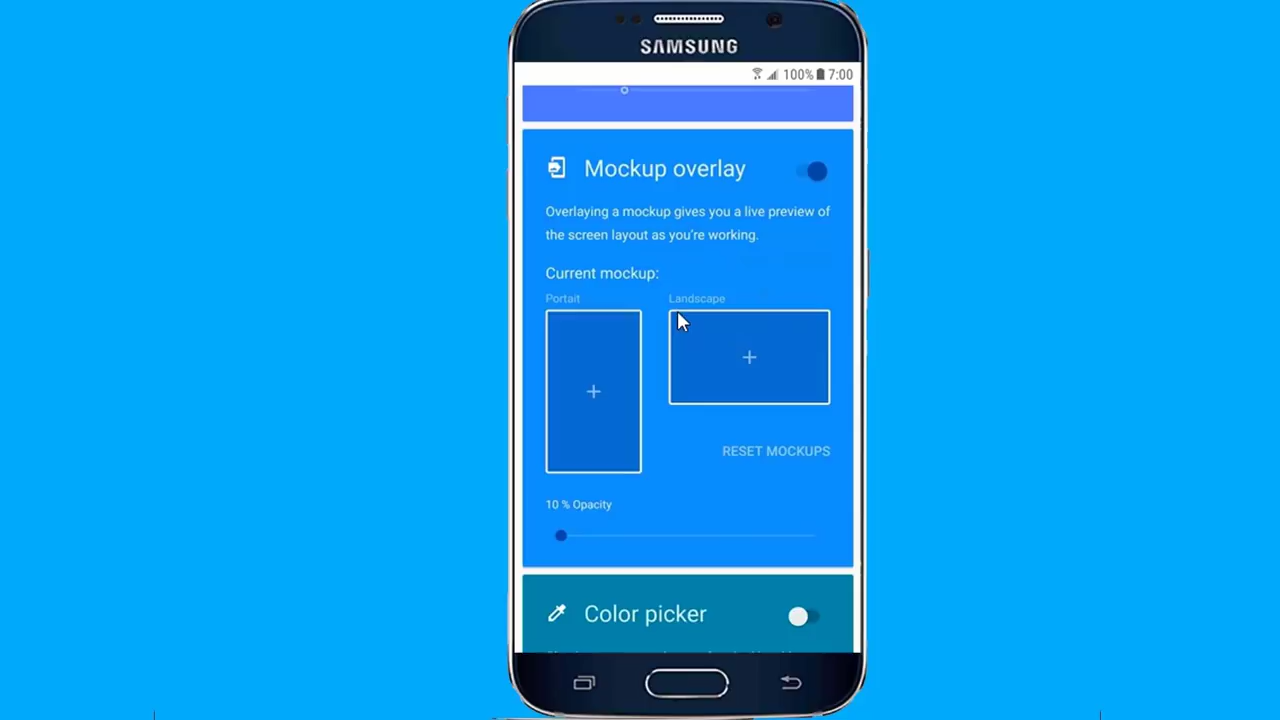 SAMSUNG
100% 7:00
Mockup overlay
Overlaying a mockup gives you a live preview of
the screen layout as you're working.
Current mockup:
Portait Landscape
RESET MOCKUPS
10 % Opacity
Color picker